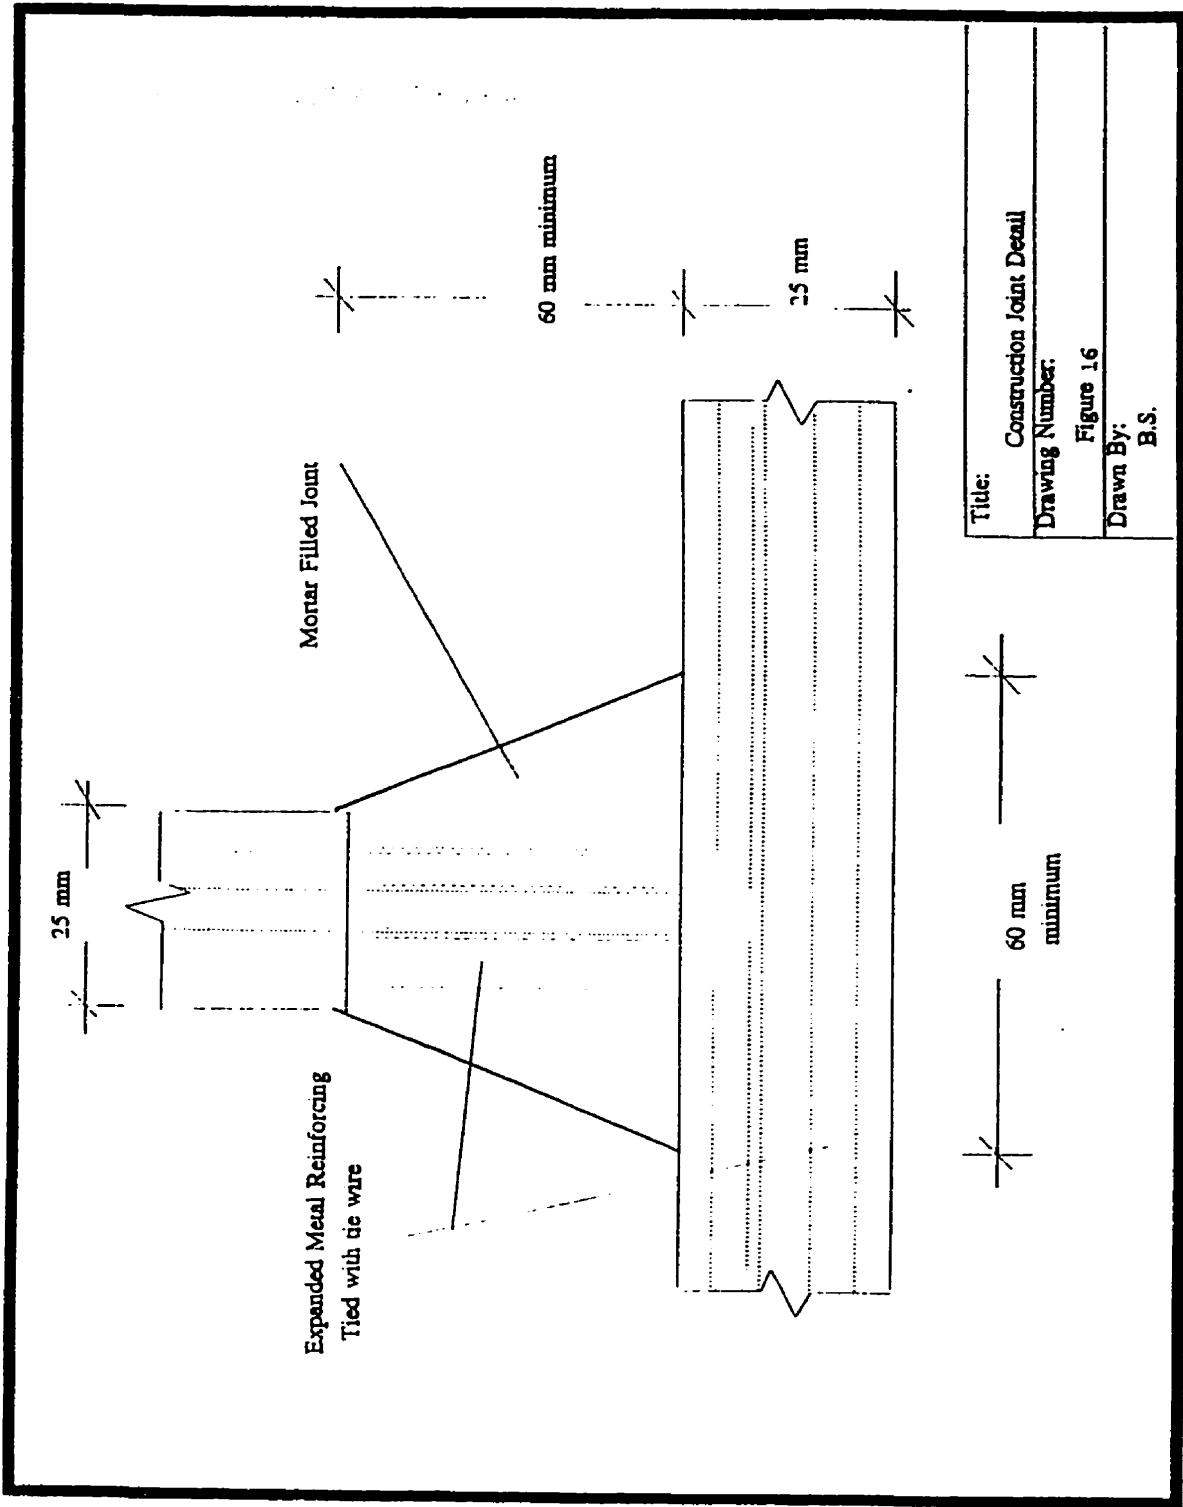 25 mm
Expanded Metal Reinforcing
Tied with tie wire
Mortar Filled Joint
60 mm minimum
25 mm
60 mm
minimum
Title:
Construction Joint Detail
Drawing Number:
Figure 16
Drawn By:
B.S.